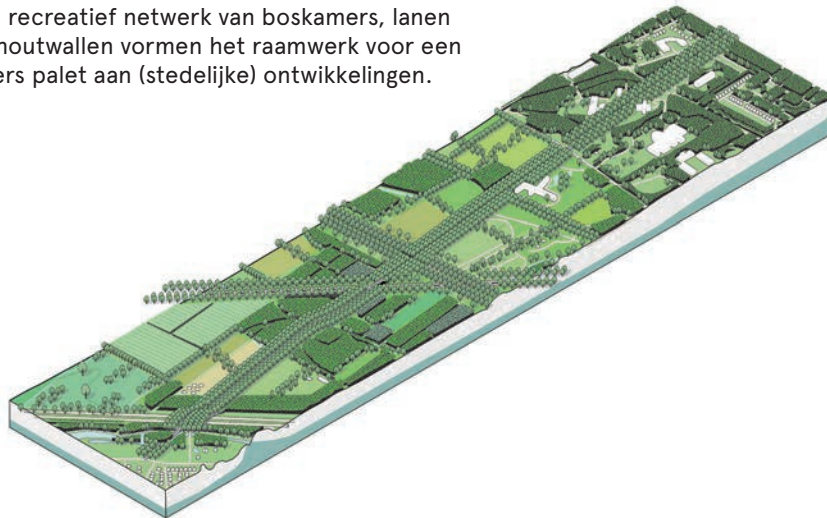 recreatief netwerk van boskamers, lanen
houtwallen vormen het raamwerk voor een
palet aan (stedelijke) ontwikkelingen.